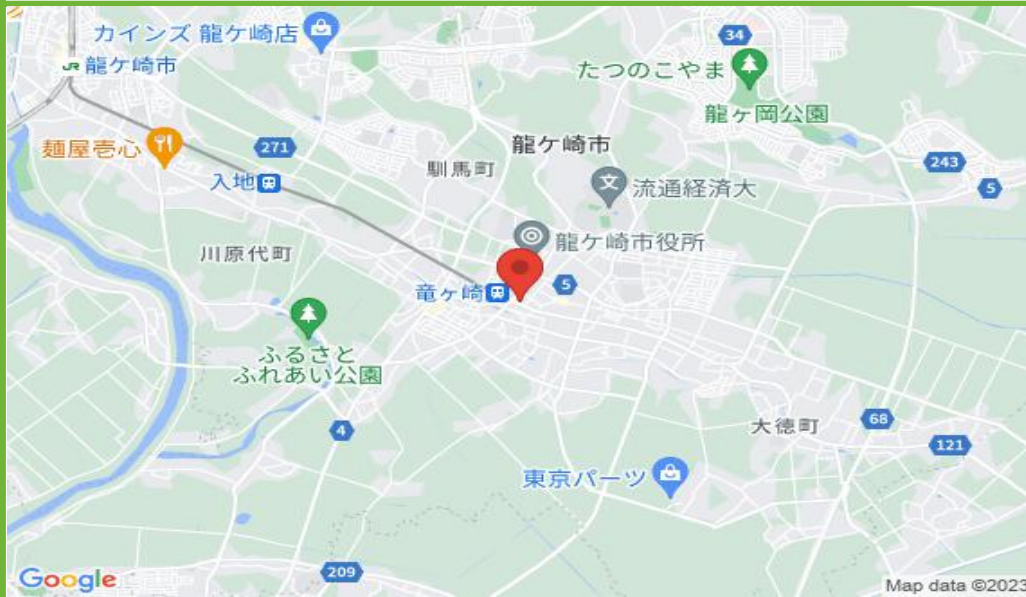 カインズ 龍ケ崎店
JR 龍ケ崎市
34
たつのこやま
龍ヶ岡公園
麺屋壱心
271
龍ケ崎市
馴馬町
243
入地
5
文
流通経済大
川原代町
龍ケ崎市役所
竜ヶ崎
5
ふるさと
ふれあい公園
4
大徳町
68
121
東京パーツ
209
Google
Map data ©2023